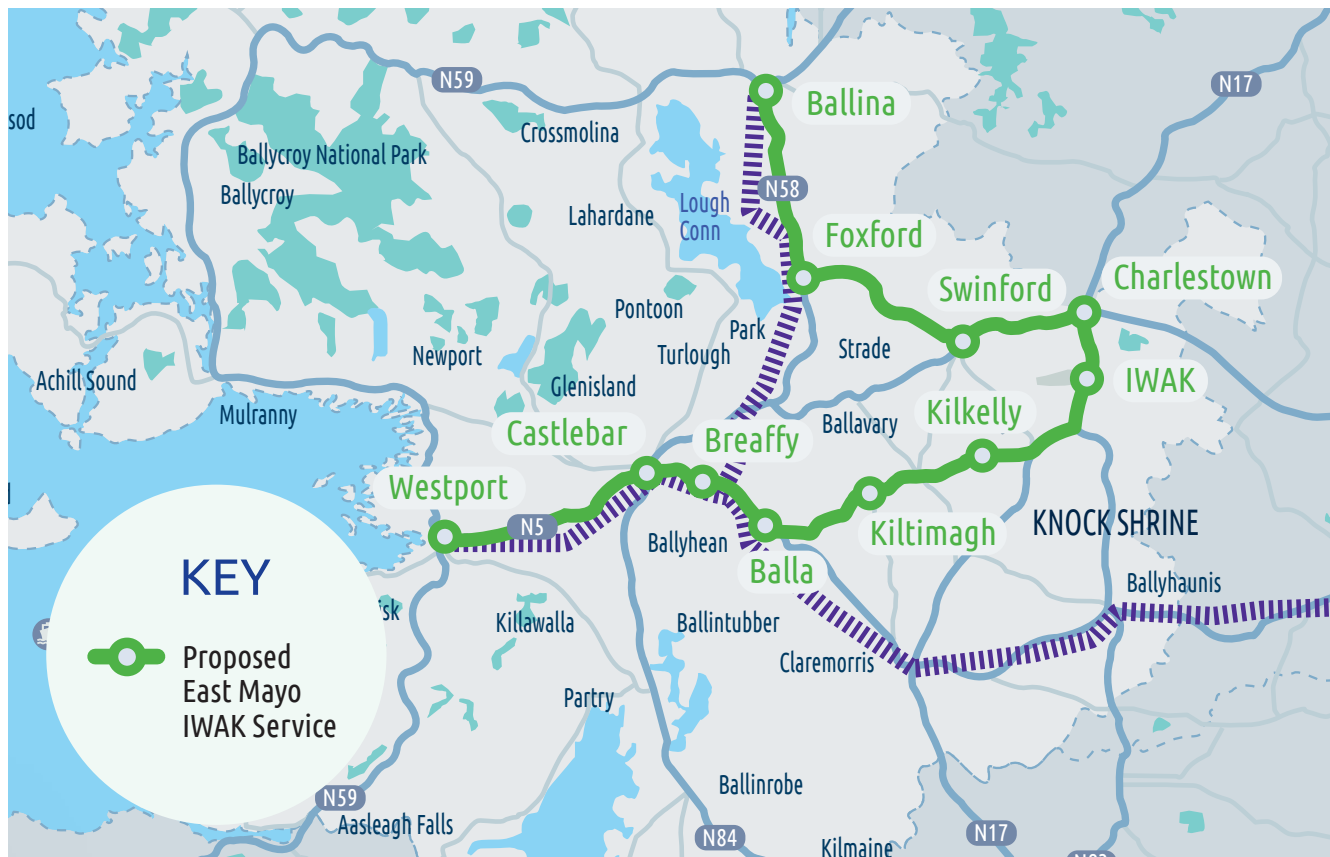 N59
N17
Ballina
sod
Crossmolina
Ballycroy National Park
Ballycroy
N58
Lahardane
Lough
Conn
Foxford
Swinford
Charlestown
Pontoon
Park
Turlough
Strade
Newport
Achill Sound
Glenisland
IWAK
Mulranny
Castlebar
Breaffy
Ballavary
Kilkelly
Westport
N5
Ballyhean
Kiltimagh
KNOCK SHRINE
Balla
Ballyhaunis
KEY
Proposed
East Mayo
IWAK Service
isk
Killawalla
Ballintubber
Claremorris
Partry
Ballinrobe
N59
Aasleagh Falls
N84
N17
Kilmaine